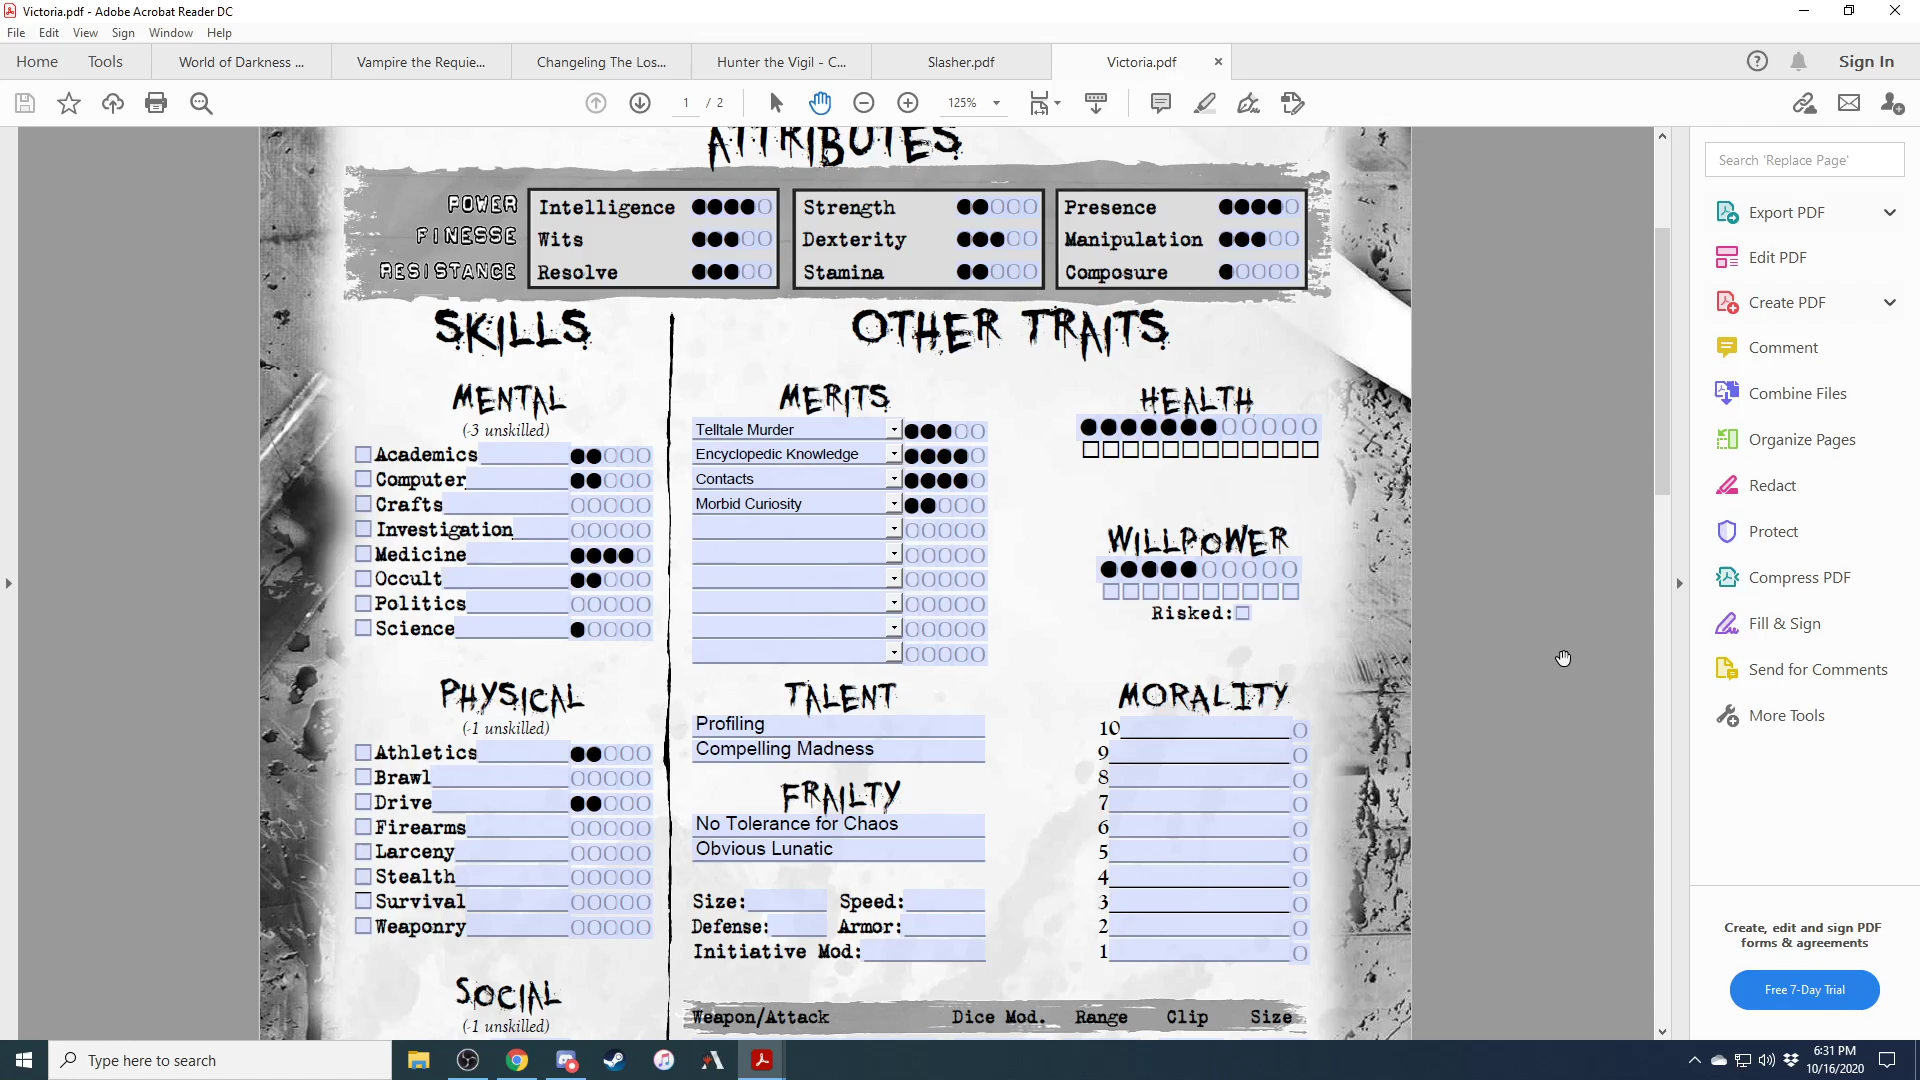 Victoria.pdf - Adobe Acrobat Reader DC
File Edit View Sign Window Help
Home Tools World of Darkness ... Vampire the Requie... Changeling The Los... Hunter the Vigil - C... Slasher.pdf Victoria.pdf Sign In
1 / 2 125%
ATTRIBUTES
POWER Intelligence Strength Presence
FINESSE Wits Dexterity Manipulation
RESISTANCE Resolve Stamina Composure
SKILLS
MENTAL
(-3 unskilled)
Academics
Computer
Crafts
Investigation
Medicine
Occult
Politics
Science
PHYSICAL
(-1 unskilled)
Athletics
Brawl
Drive
Firearms
Larceny
Stealth
Survival
Weaponry
SOCIAL
(-1 unskilled)
OTHER TRAITS
MERITS
Telltale Murder
Encyclopedic Knowledge
Contacts
Morbid Curiosity
TALENT
Profiling
Compelling Madness
FRAILTY
No Tolerance for Chaos
Obvious Lunatic
Size: Speed:
Defense: Armor:
Initiative Mod:
HEALTH
WILLPOWER
Risked:
MORALITY
10
9
8
7
6
5
4
3
2
1
Weapon/Attack Dice Mod. Range Clip Size
Search 'Replace Page'
Export PDF
Edit PDF
Create PDF
Comment
Combine Files
Organize Pages
Redact
Protect
Compress PDF
Fill & Sign
Send for Comments
More Tools
Create, edit and sign PDF
forms & agreements
Free 7-Day Trial
Type here to search
6:31 PM
10/16/2020